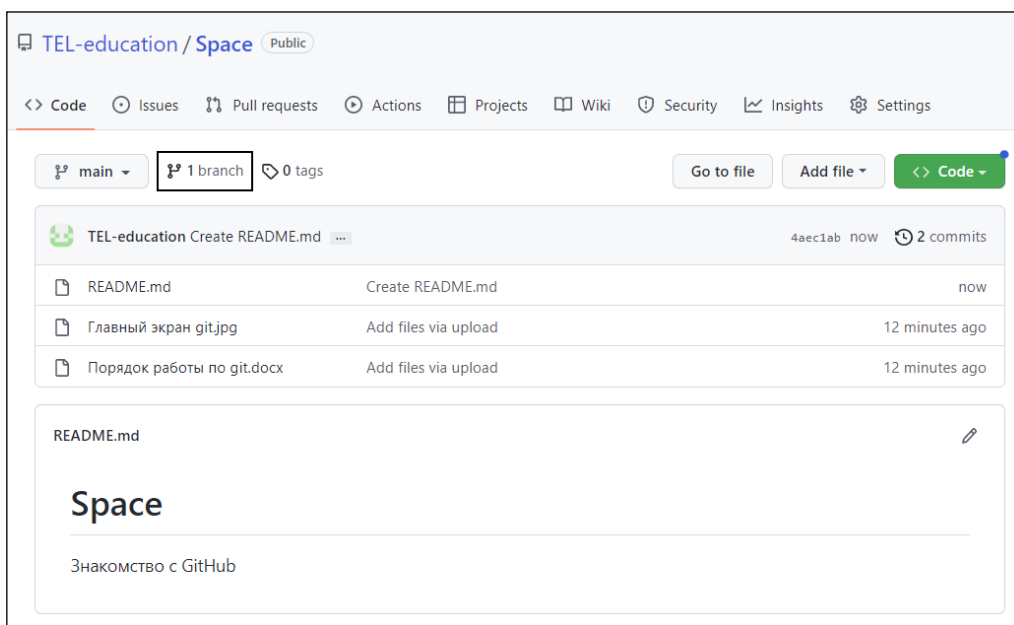 TEL-education / Space Public
Code Issues Pull requests Actions Projects Wiki Security Insights Settings
main 1 branch 0 tags Go to file Add file Code
TEL-education Create README.md ... 4aec1ab now 2 commits
README.md Create README.md now
Главный экран git.jpg Add files via upload 12 minutes ago
Порядок работы по git.docx Add files via upload 12 minutes ago
README.md
Space
Знакомство с GitHub